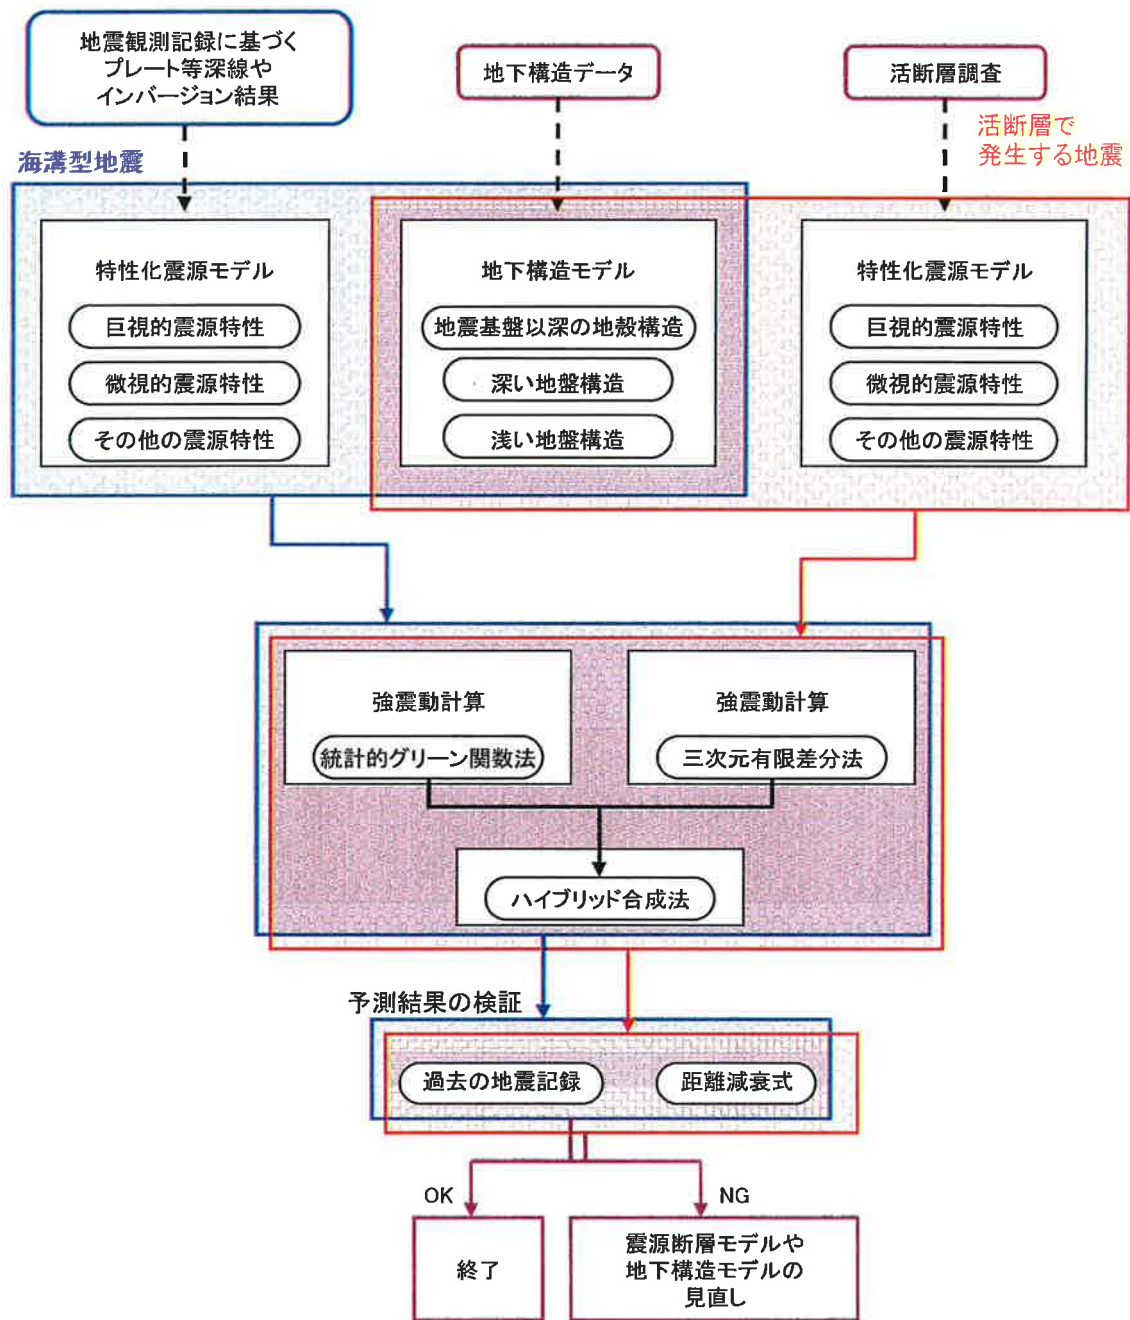 地震観測記録に基づく
プレート等深線や
インバージョン結果
地下構造データ
活断層調査
海溝型地震
活断層で
発生する地震
特性化震源モデル
巨視的震源特性
微視的震源特性
その他の震源特性
地下構造モデル
地震基盤以深の地殻構造
深い地盤構造
浅い地盤構造
特性化震源モデル
巨視的震源特性
微視的震源特性
その他の震源特性
強震動計算
統計的グリーン関数法
強震動計算
三次元有限差分法
ハイブリッド合成法
予測結果の検証
過去の地震記録
距離減衰式
OK
NG
終了
震源断層モデルや
地下構造モデルの
見直し